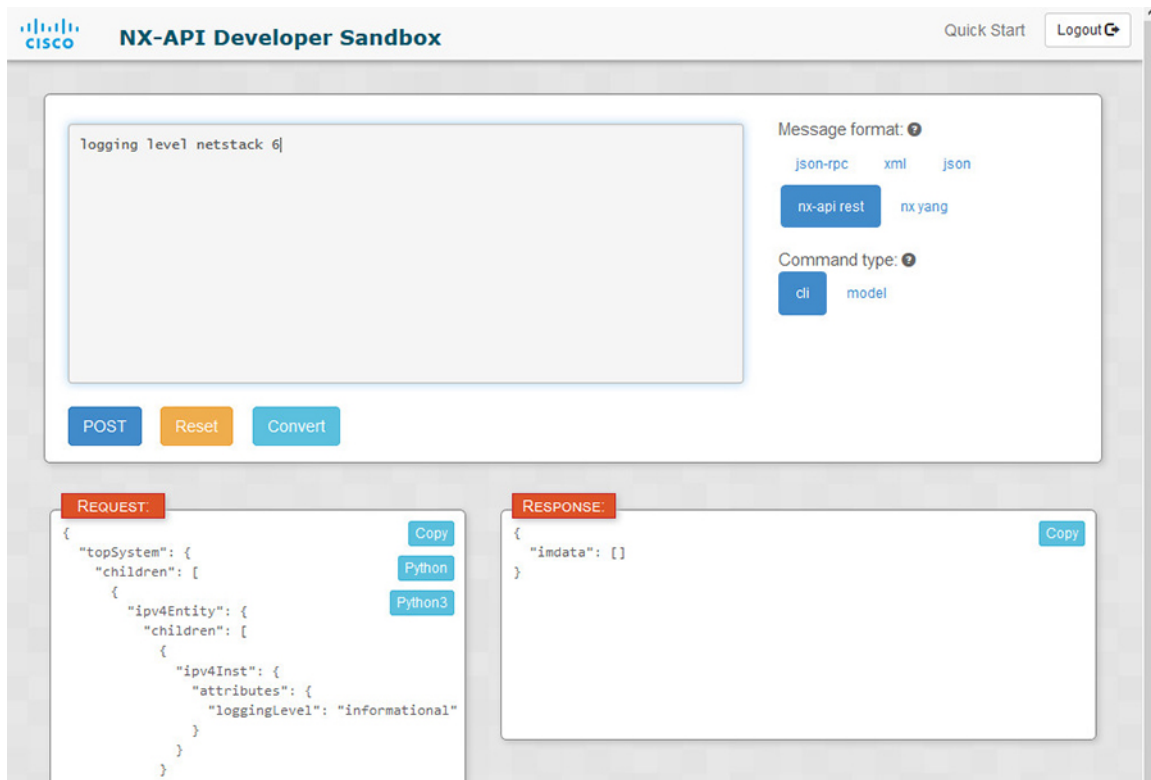 CISCO
NX-API Developer Sandbox
Quick Start
Logout
logging level netstack 6
Message format:
json-rpc xml json
nx-api rest nx yang
Command type:
cli model
POST Reset Convert
REQUEST:
Copy
Python
Python3
{
"topSystem": {
"children": [
{
"ipv4Entity": {
"children": [
{
"ipv4Inst": {
"attributes": {
"loggingLevel": "informational"
}
}
}
RESPONSE:
Copy
{
"imdata": []
}